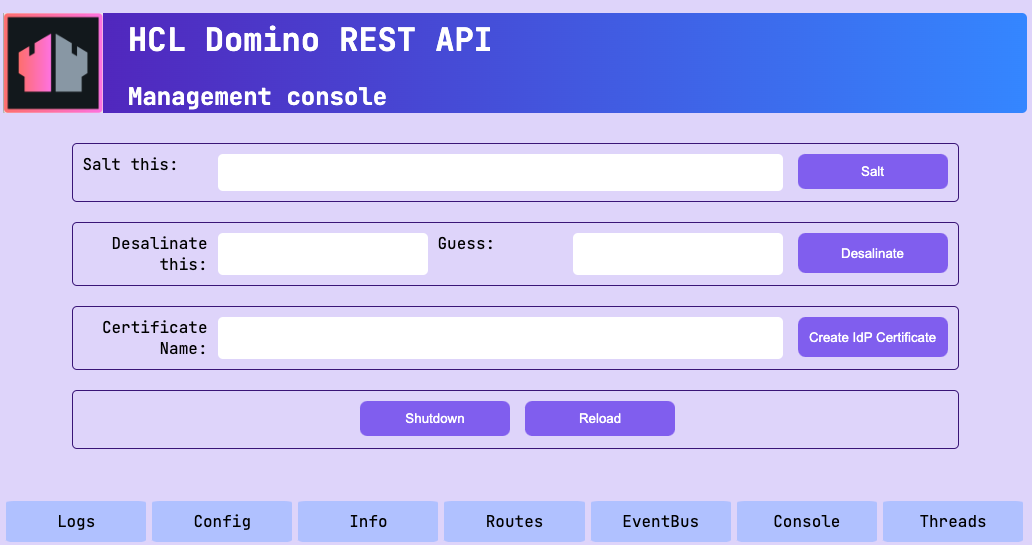 HCL Domino REST API
Management console
Salt this:
Salt
Desalinate this:
Guess:
Desalinate
Certificate Name:
Create IdP Certificate
Shutdown
Reload
Logs
Config
Info
Routes
EventBus
Console
Threads